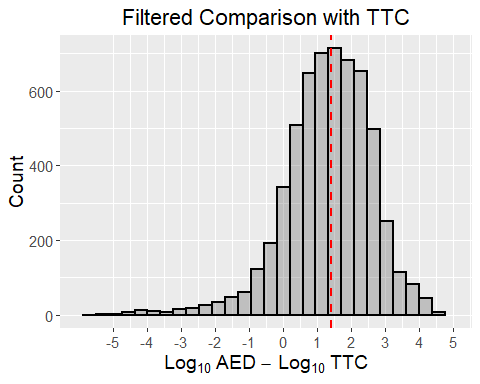 Filtered Comparison with TTC
Count
600
400
200
0
-5 -4 -3 -2 -1 0 1 2 3 4 5
Log₁₀ AED − Log₁₀ TTC